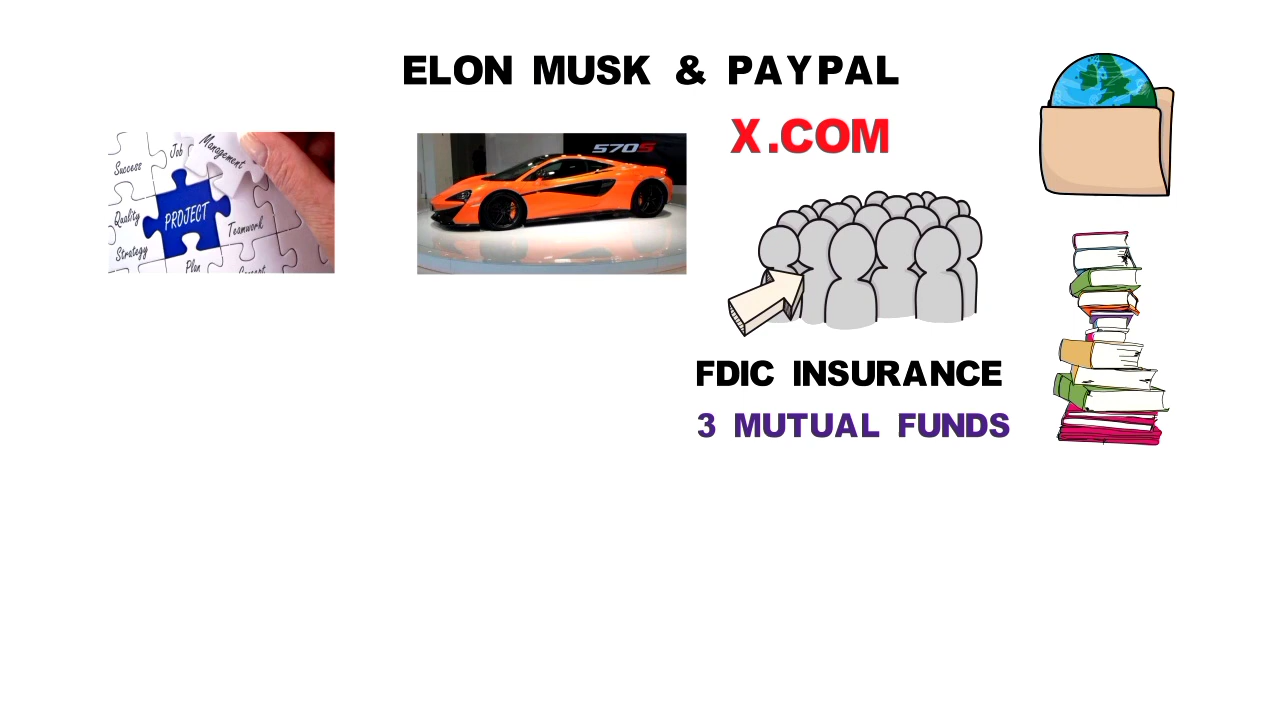 ELON MUSK & PAYPAL
X.COM
Success
Job
Management
Quality
PROJECT
Strategy
Teamwork
Plan
570S
FDIC INSURANCE
3 MUTUAL FUNDS